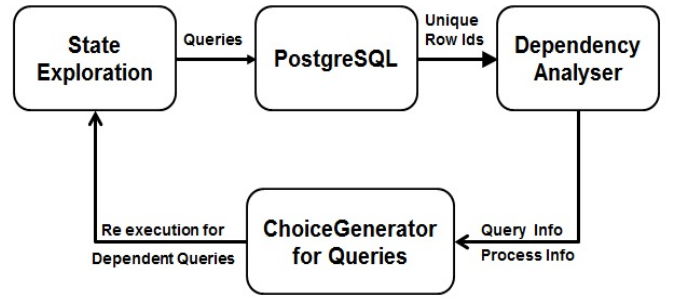 State
Exploration
Queries
PostgreSQL
Unique
Row Ids
Dependency
Analyser
Query Info
Process Info
ChoiceGenerator
for Queries
Re execution for
Dependent Queries